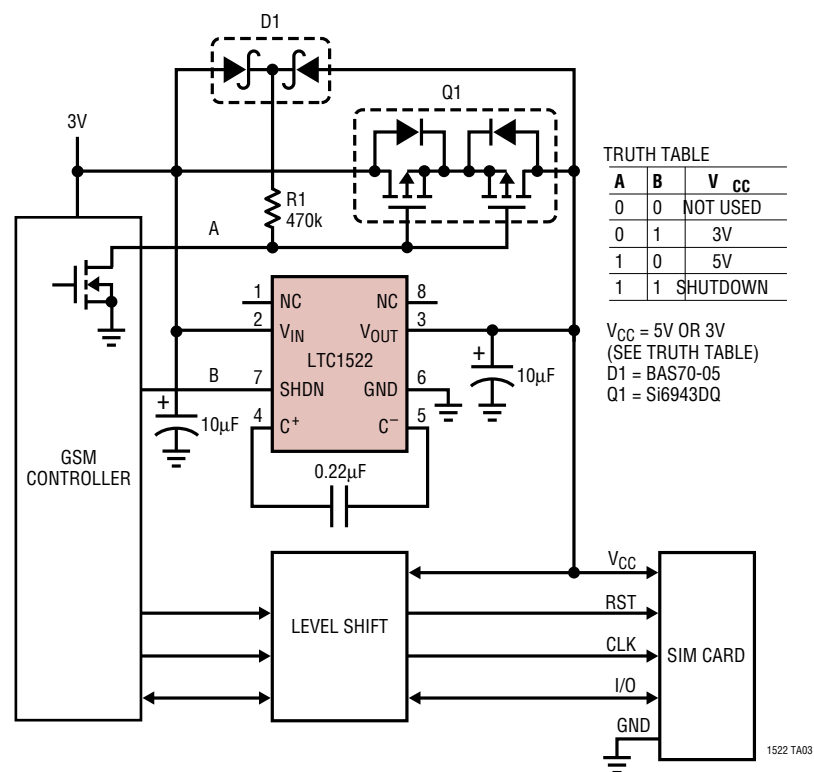 D1
Q1
3V
R1
470k
A
TRUTH TABLE
A B V CC
0 0 NOT USED
0 1 3V
1 0 5V
1 1 SHUTDOWN
1 NC NC 8
2 VIN VOUT 3
LTC1522
B 7 SHDN GND 6
4 C+ C– 5
+
10µF
+
10µF
0.22µF
VCC = 5V OR 3V
(SEE TRUTH TABLE)
D1 = BAS70-05
Q1 = Si6943DQ
GSM
CONTROLLER
LEVEL SHIFT
VCC
RST
CLK
I/O
GND
SIM CARD
1522 TA03